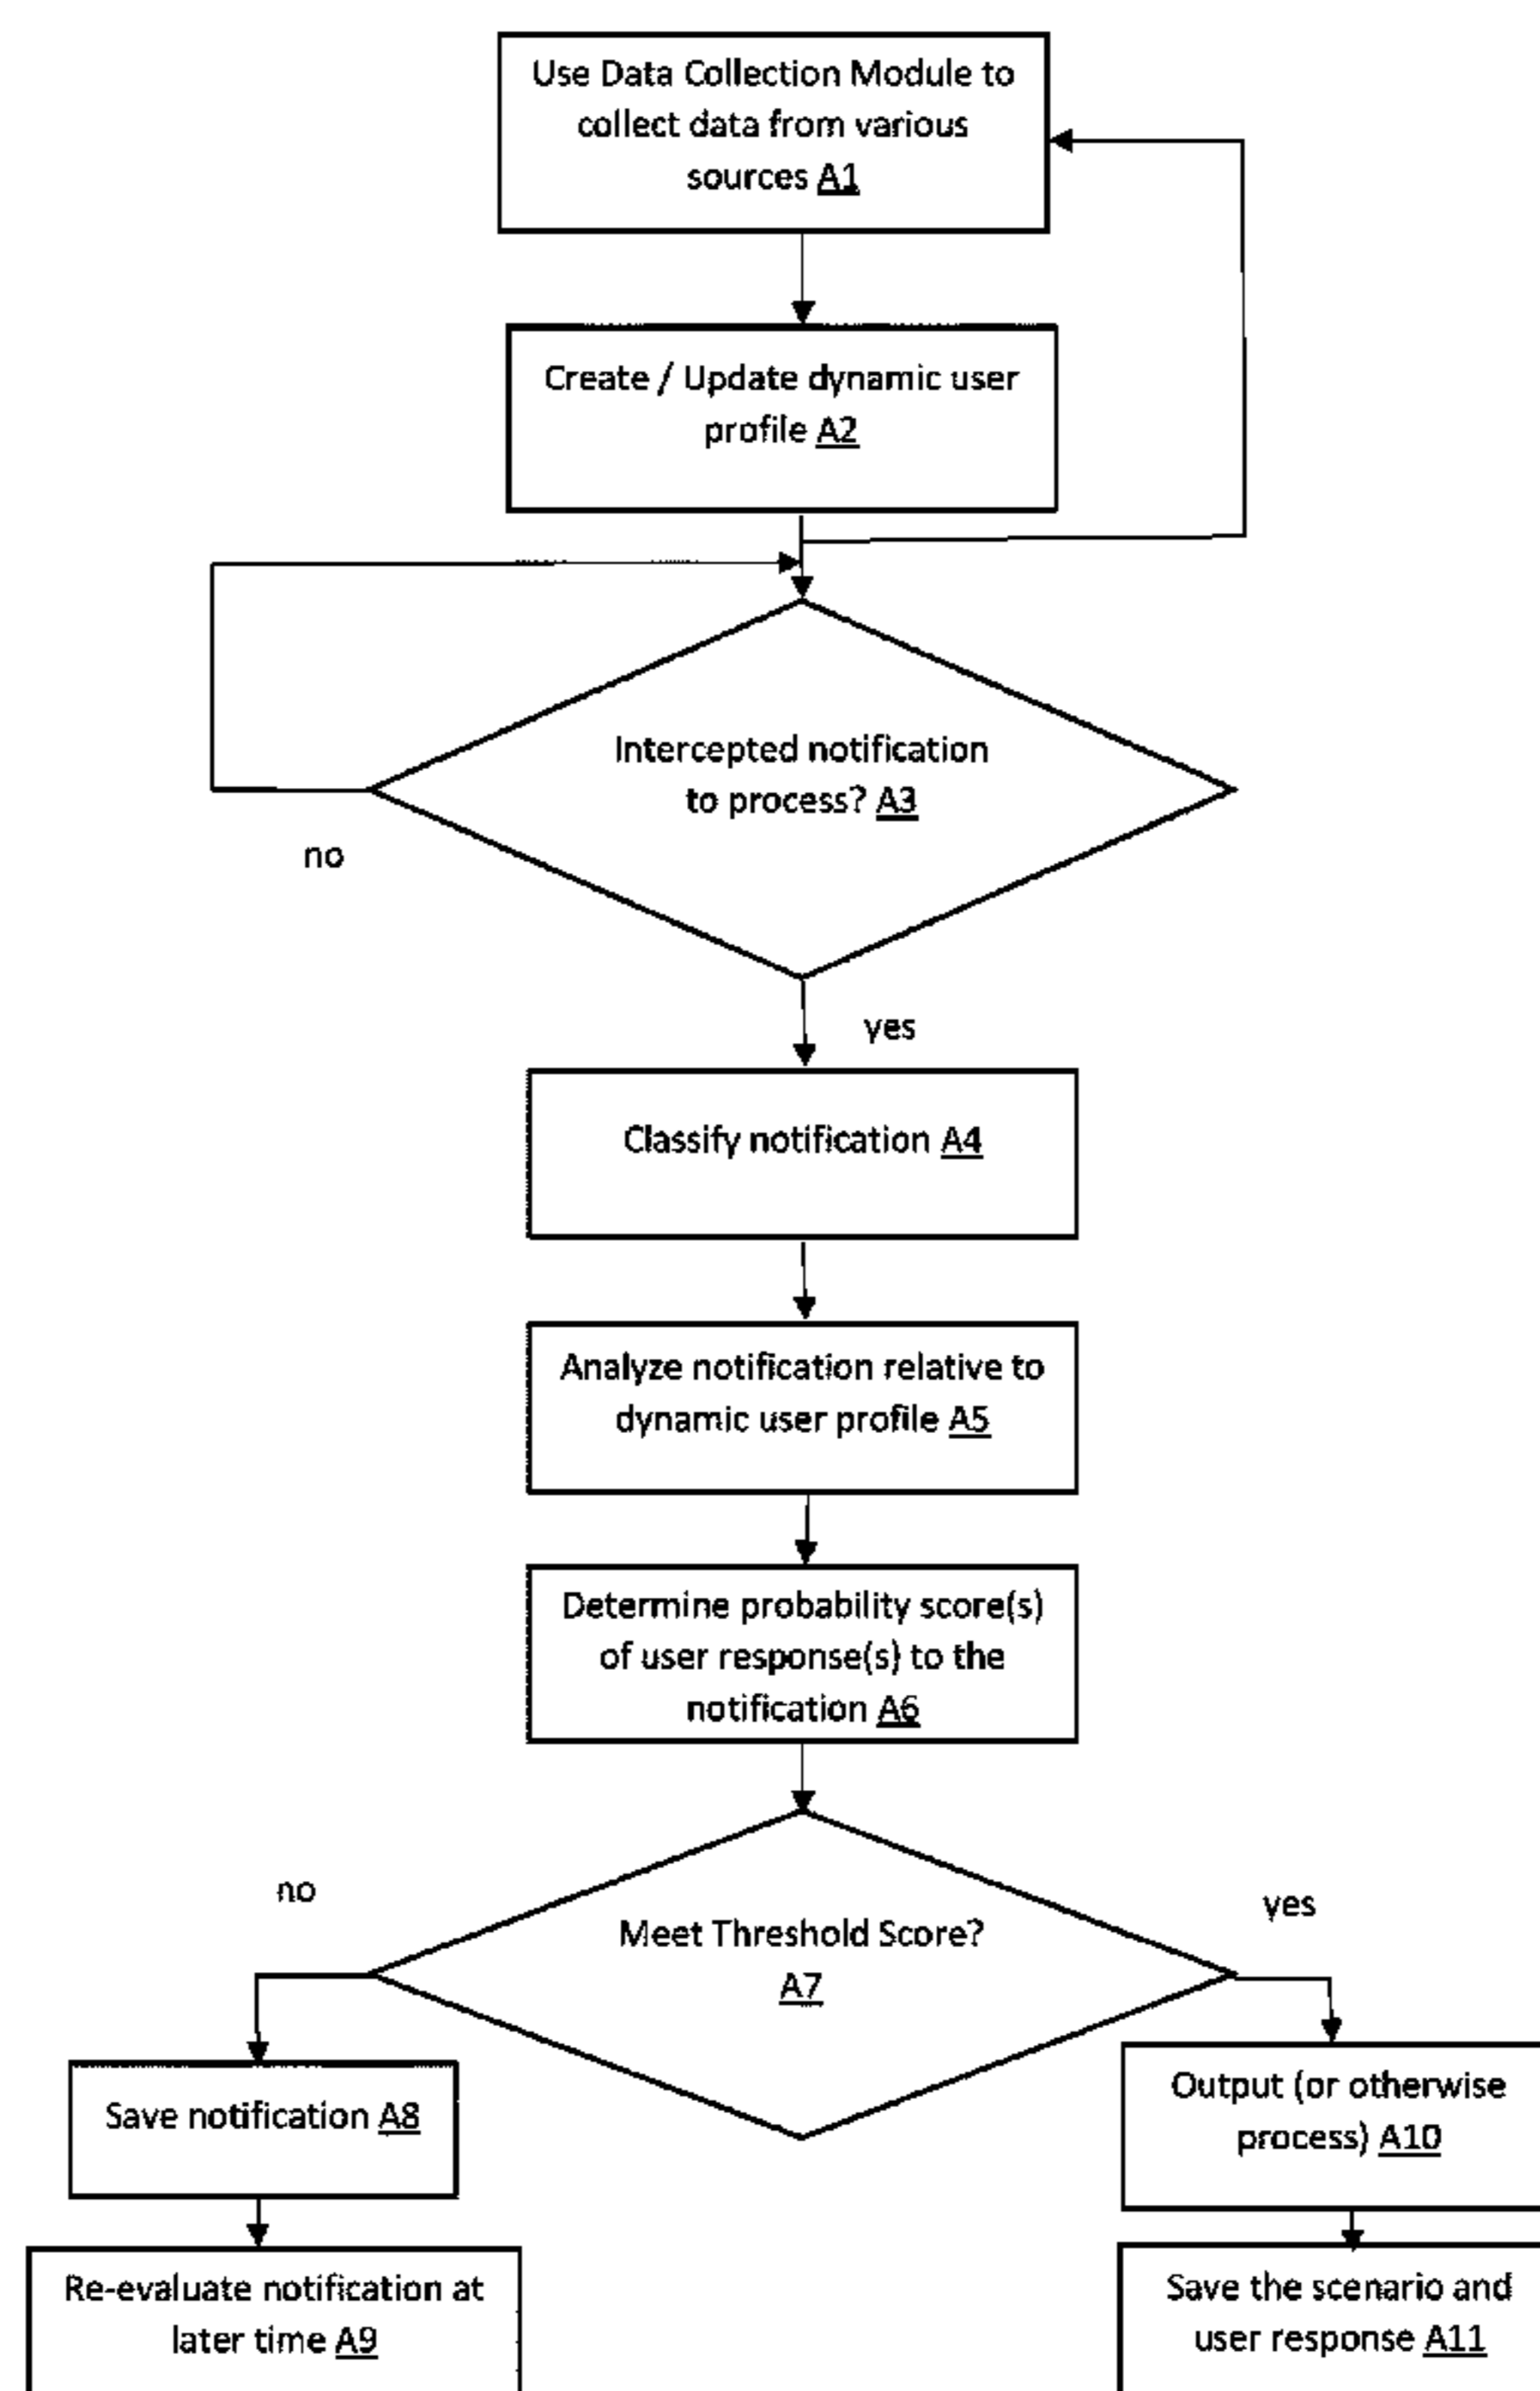 Use Data Collection Module to
collect data from various
sources A1
Create / Update dynamic user
profile A2
Intercepted notification
to process? A3
no
yes
Classify notification A4
Analyze notification relative to
dynamic user profile A5
Determine probability score(s)
of user response(s) to the
notification A6
no
yes
Meet Threshold Score?
A7
Save notification A8
Output (or otherwise
process) A10
Re-evaluate notification at
later time A9
Save the scenario and
user response A11